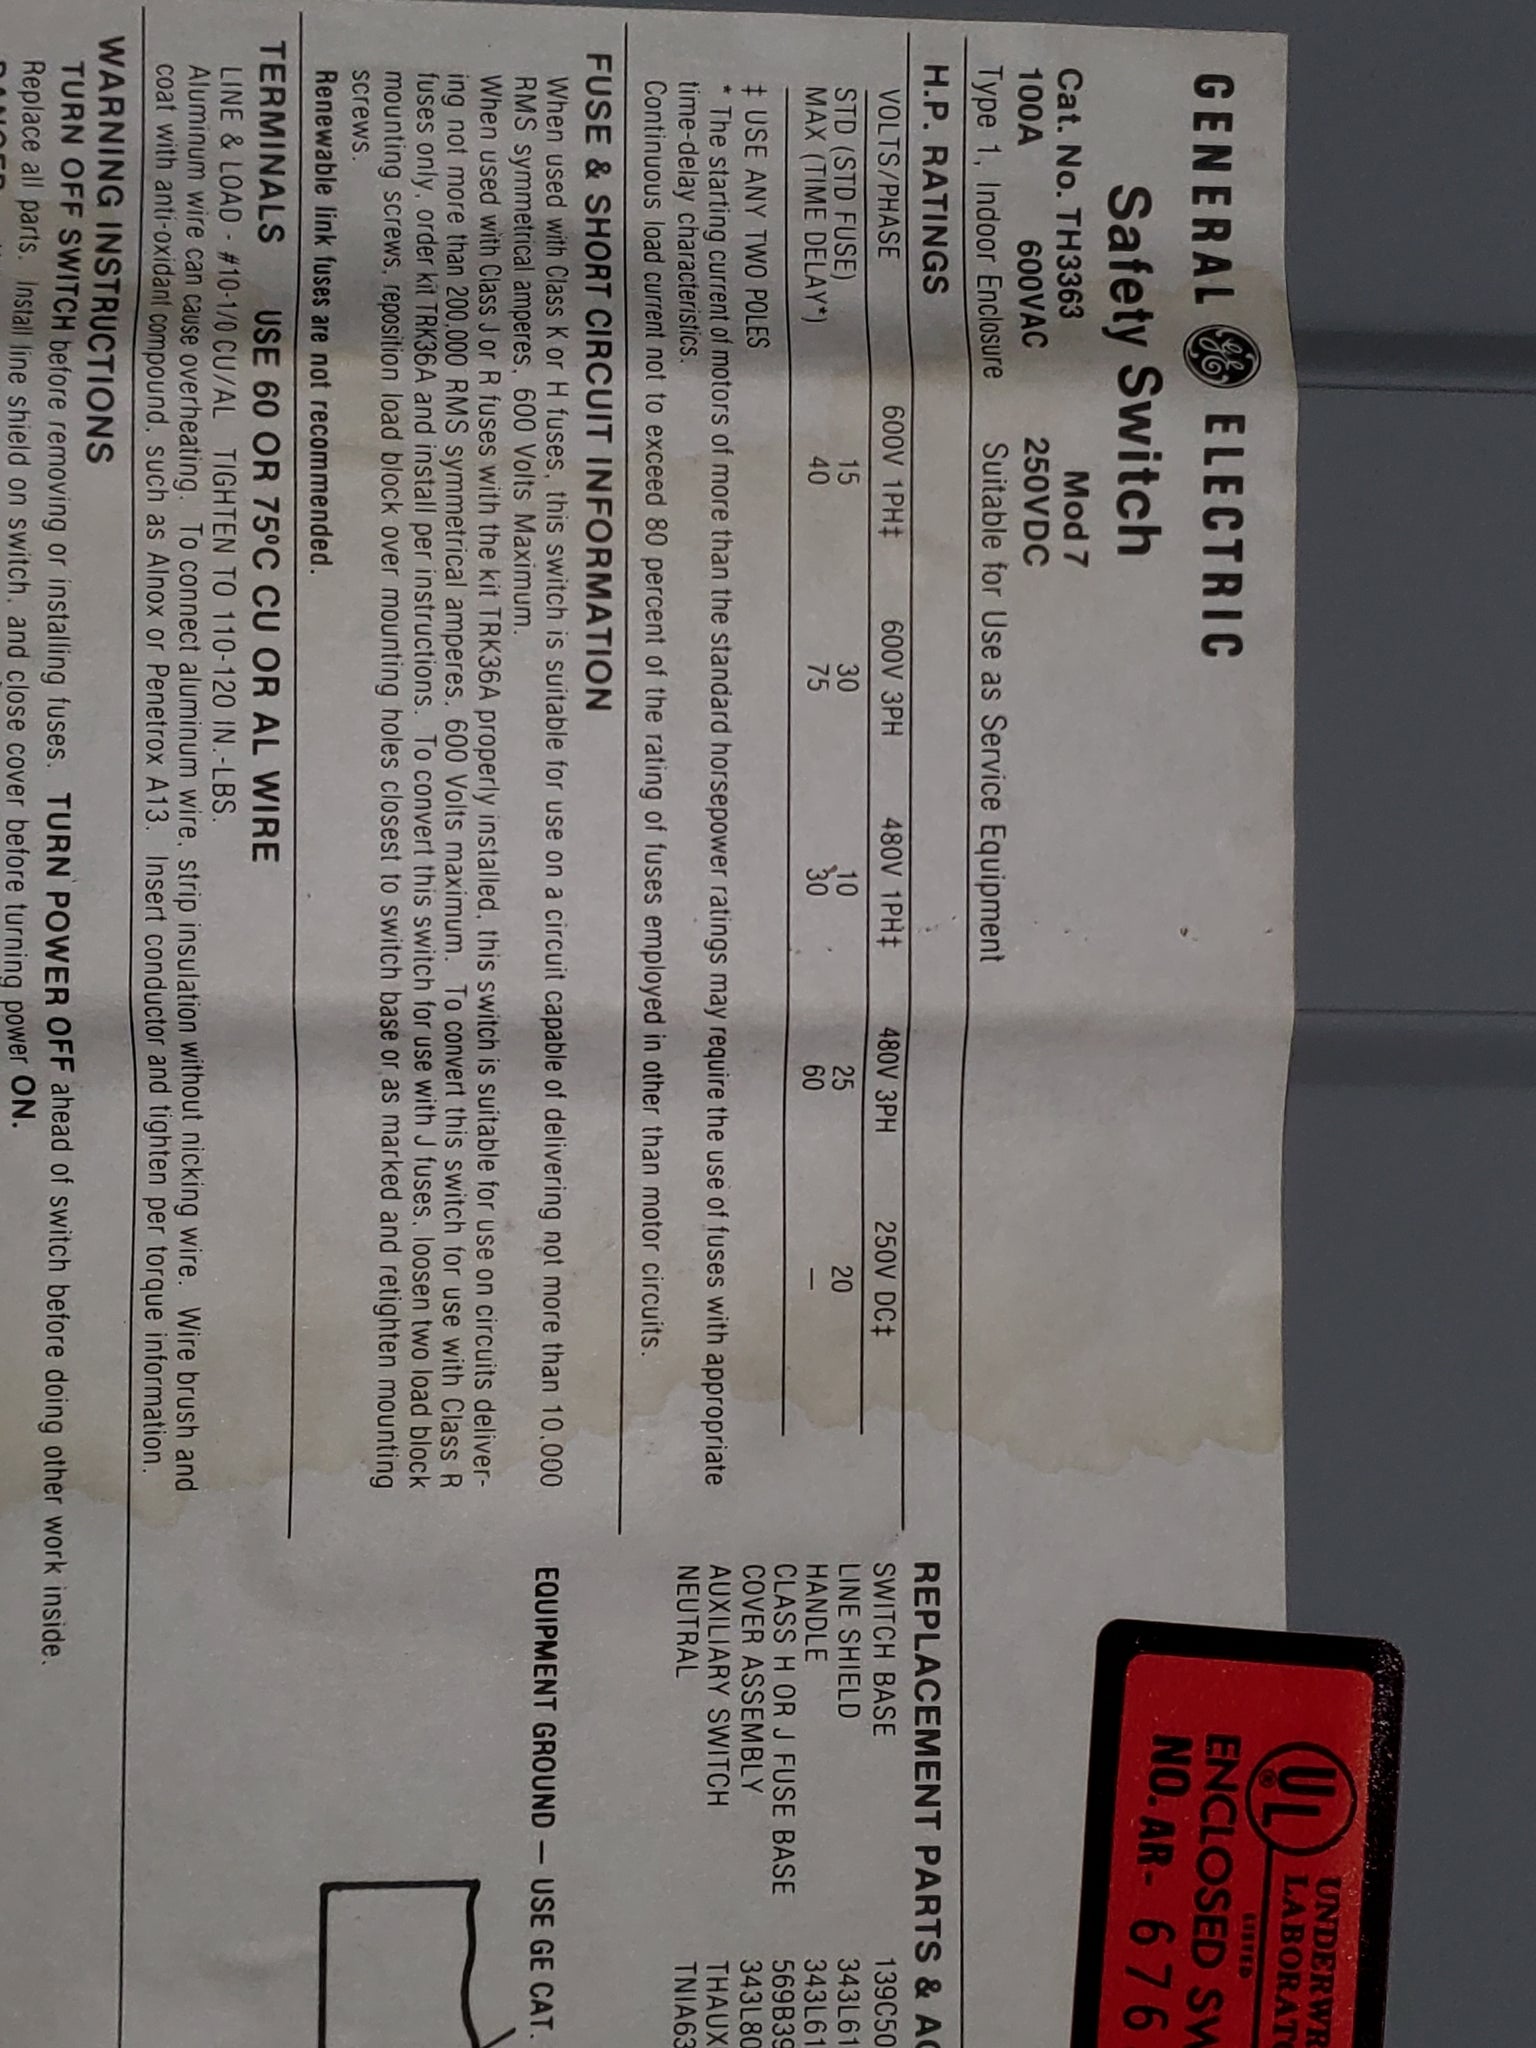 GENERAL GE ELECTRIC
Safety Switch
Cat. No. TH3363 Mod 7
100A 600VAC 250VDC
Type 1, Indoor Enclosure Suitable for Use as Service Equipment
H.P. RATINGS
VOLTS/PHASE 600V 1PH‡ 600V 3PH 480V 1PH‡ 480V 3PH 250V DC‡
STD (STD FUSE) 15 30 10 25 20
MAX (TIME DELAY*) 40 75 30 60 —
‡ USE ANY TWO POLES
* The starting current of motors of more than the standard horsepower ratings may require the use of fuses with appropriate
time-delay characteristics.
Continuous load current not to exceed 80 percent of the rating of fuses employed in other than motor circuits.
FUSE & SHORT CIRCUIT INFORMATION
When used with Class K or H fuses, this switch is suitable for use on a circuit capable of delivering not more than 10,000
RMS symmetrical amperes, 600 Volts Maximum.
When used with Class J or R fuses with the kit TRK36A properly installed, this switch is suitable for use on circuits deliver-
ing not more than 200,000 RMS symmetrical amperes, 600 Volts maximum. To convert this switch for use with Class R
fuses only, order kit TRK36A and install per instructions. To convert this switch for use with J fuses, loosen two load block
mounting screws, reposition load block over mounting holes closest to switch base or as marked and retighten mounting
screws.
Renewable link fuses are not recommended.
TERMINALS USE 60 OR 75ºC CU OR AL WIRE
LINE & LOAD - #10-1/0 CU/AL TIGHTEN TO 110-120 IN.-LBS.
Aluminum wire can cause overheating. To connect aluminum wire, strip insulation without nicking wire. Wire brush and
coat with anti-oxidant compound, such as Alnox or Penetrox A13. Insert conductor and tighten per torque information.
WARNING INSTRUCTIONS
TURN OFF SWITCH before removing or installing fuses. TURN POWER OFF ahead of switch before doing other work inside.
Replace all parts. Install line shield on switch, and close cover before turning power ON.
UL®
UNDERWR
LABORATO
LISTED
ENCLOSED SW
NO. AR- 676
REPLACEMENT PARTS & AC
SWITCH BASE 139C50
LINE SHIELD 343L61
HANDLE 343L61
CLASS H OR J FUSE BASE 569B39
COVER ASSEMBLY 343L80
AUXILIARY SWITCH THAUX
NEUTRAL TNIA63
EQUIPMENT GROUND — USE GE CAT.